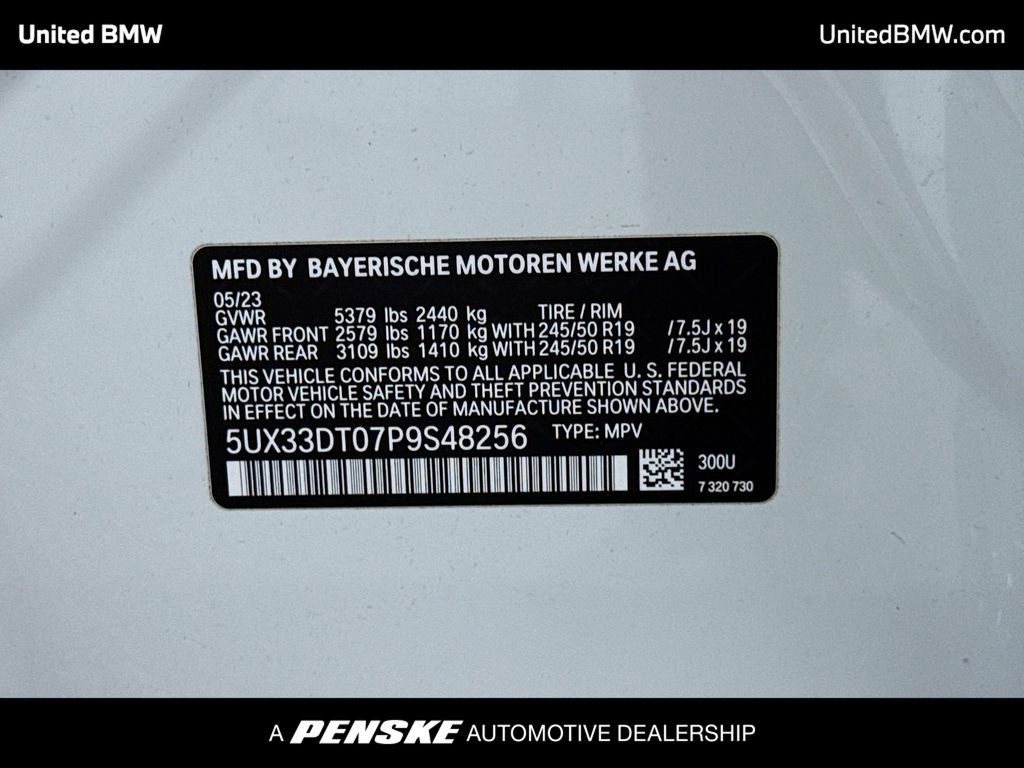 United BMW
UnitedBMW.com
MFD BY BAYERISCHE MOTOREN WERKE AG
05/23
GVWR 5379 lbs 2440 kg TIRE / RIM
GAWR FRONT 2579 lbs 1170 kg WITH 245/50 R19 /7.5J x 19
GAWR REAR 3109 lbs 1410 kg WITH 245/50 R19 /7.5J x 19
THIS VEHICLE CONFORMS TO ALL APPLICABLE U. S. FEDERAL
MOTOR VEHICLE SAFETY AND THEFT PREVENTION STANDARDS
IN EFFECT ON THE DATE OF MANUFACTURE SHOWN ABOVE.
5UX33DT07P9S48256 TYPE: MPV
300U
7 320 730
A PENSKE AUTOMOTIVE DEALERSHIP